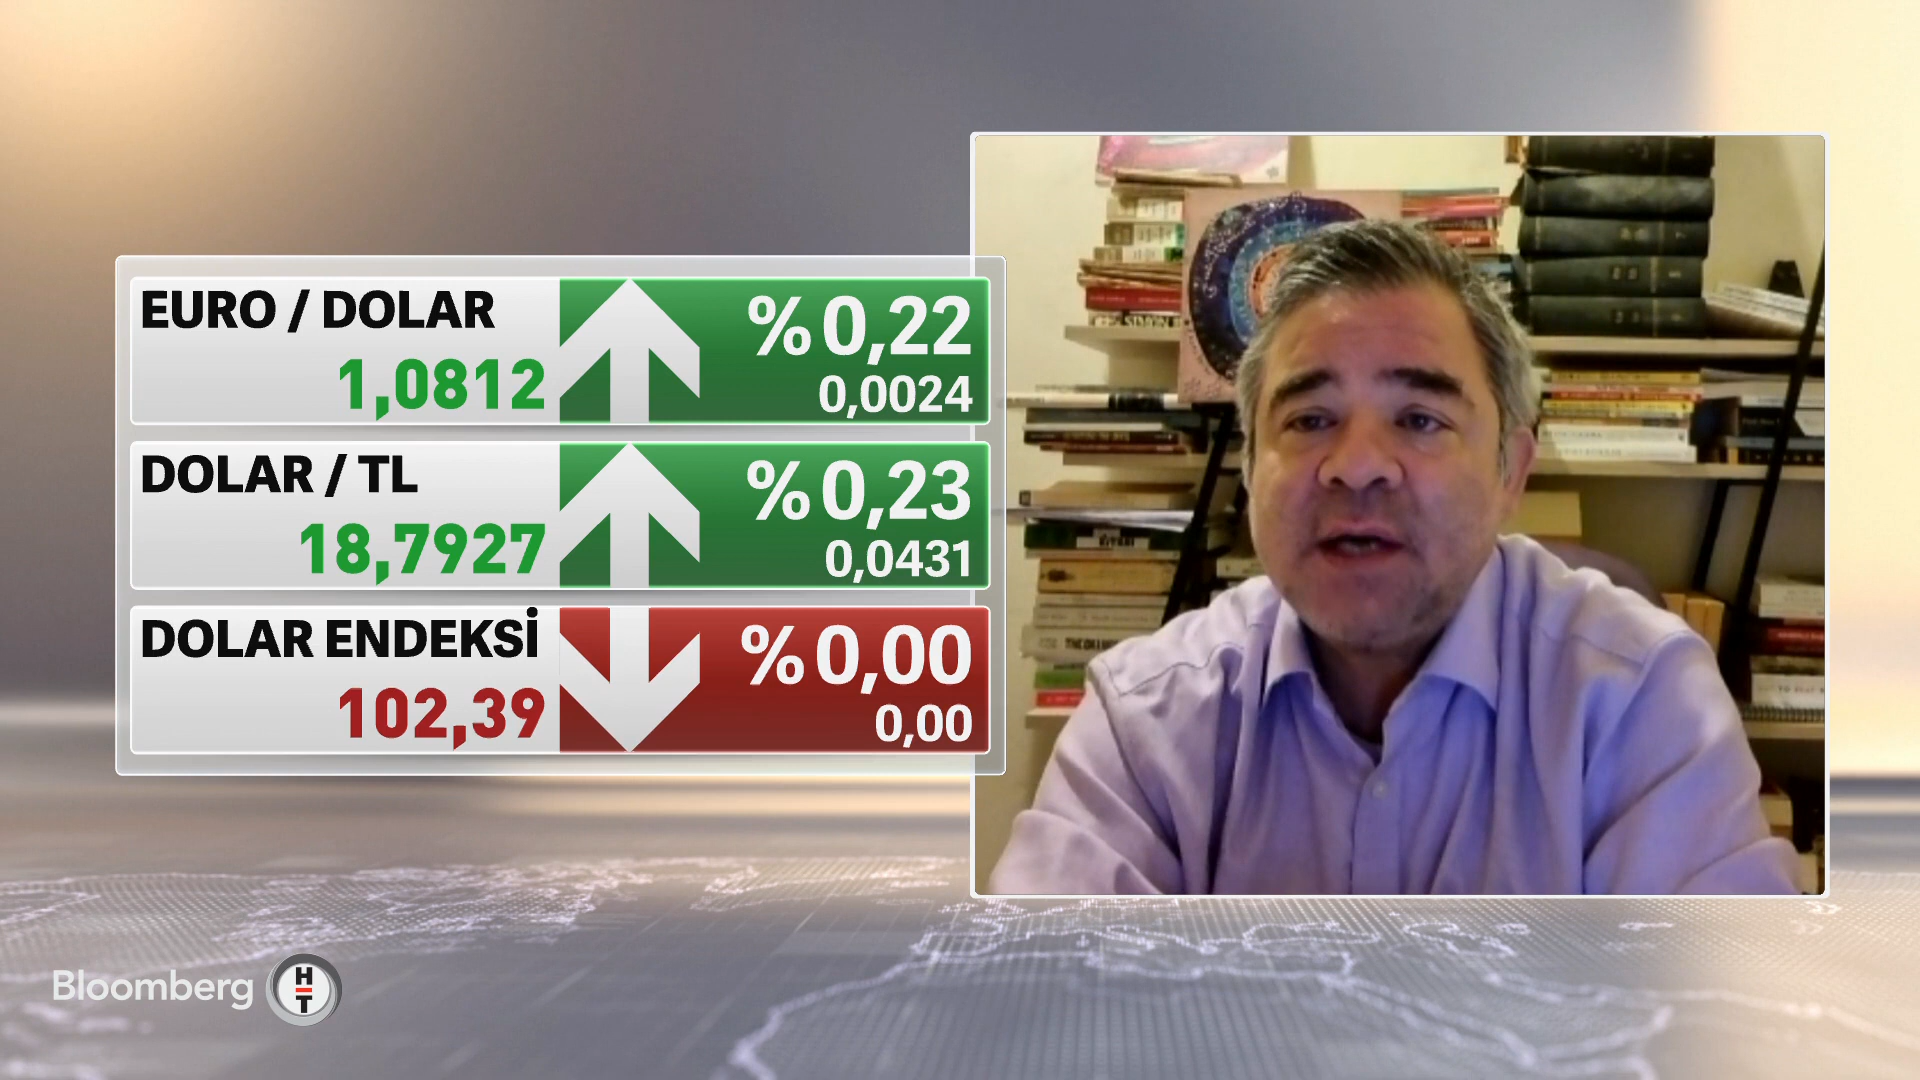 EURO / DOLAR
1,0812
%0,22
0,0024
DOLAR / TL
18,7927
%0,23
0,0431
DOLAR ENDEKSİ
102,39
%0,00
0,00
Bloomberg HT